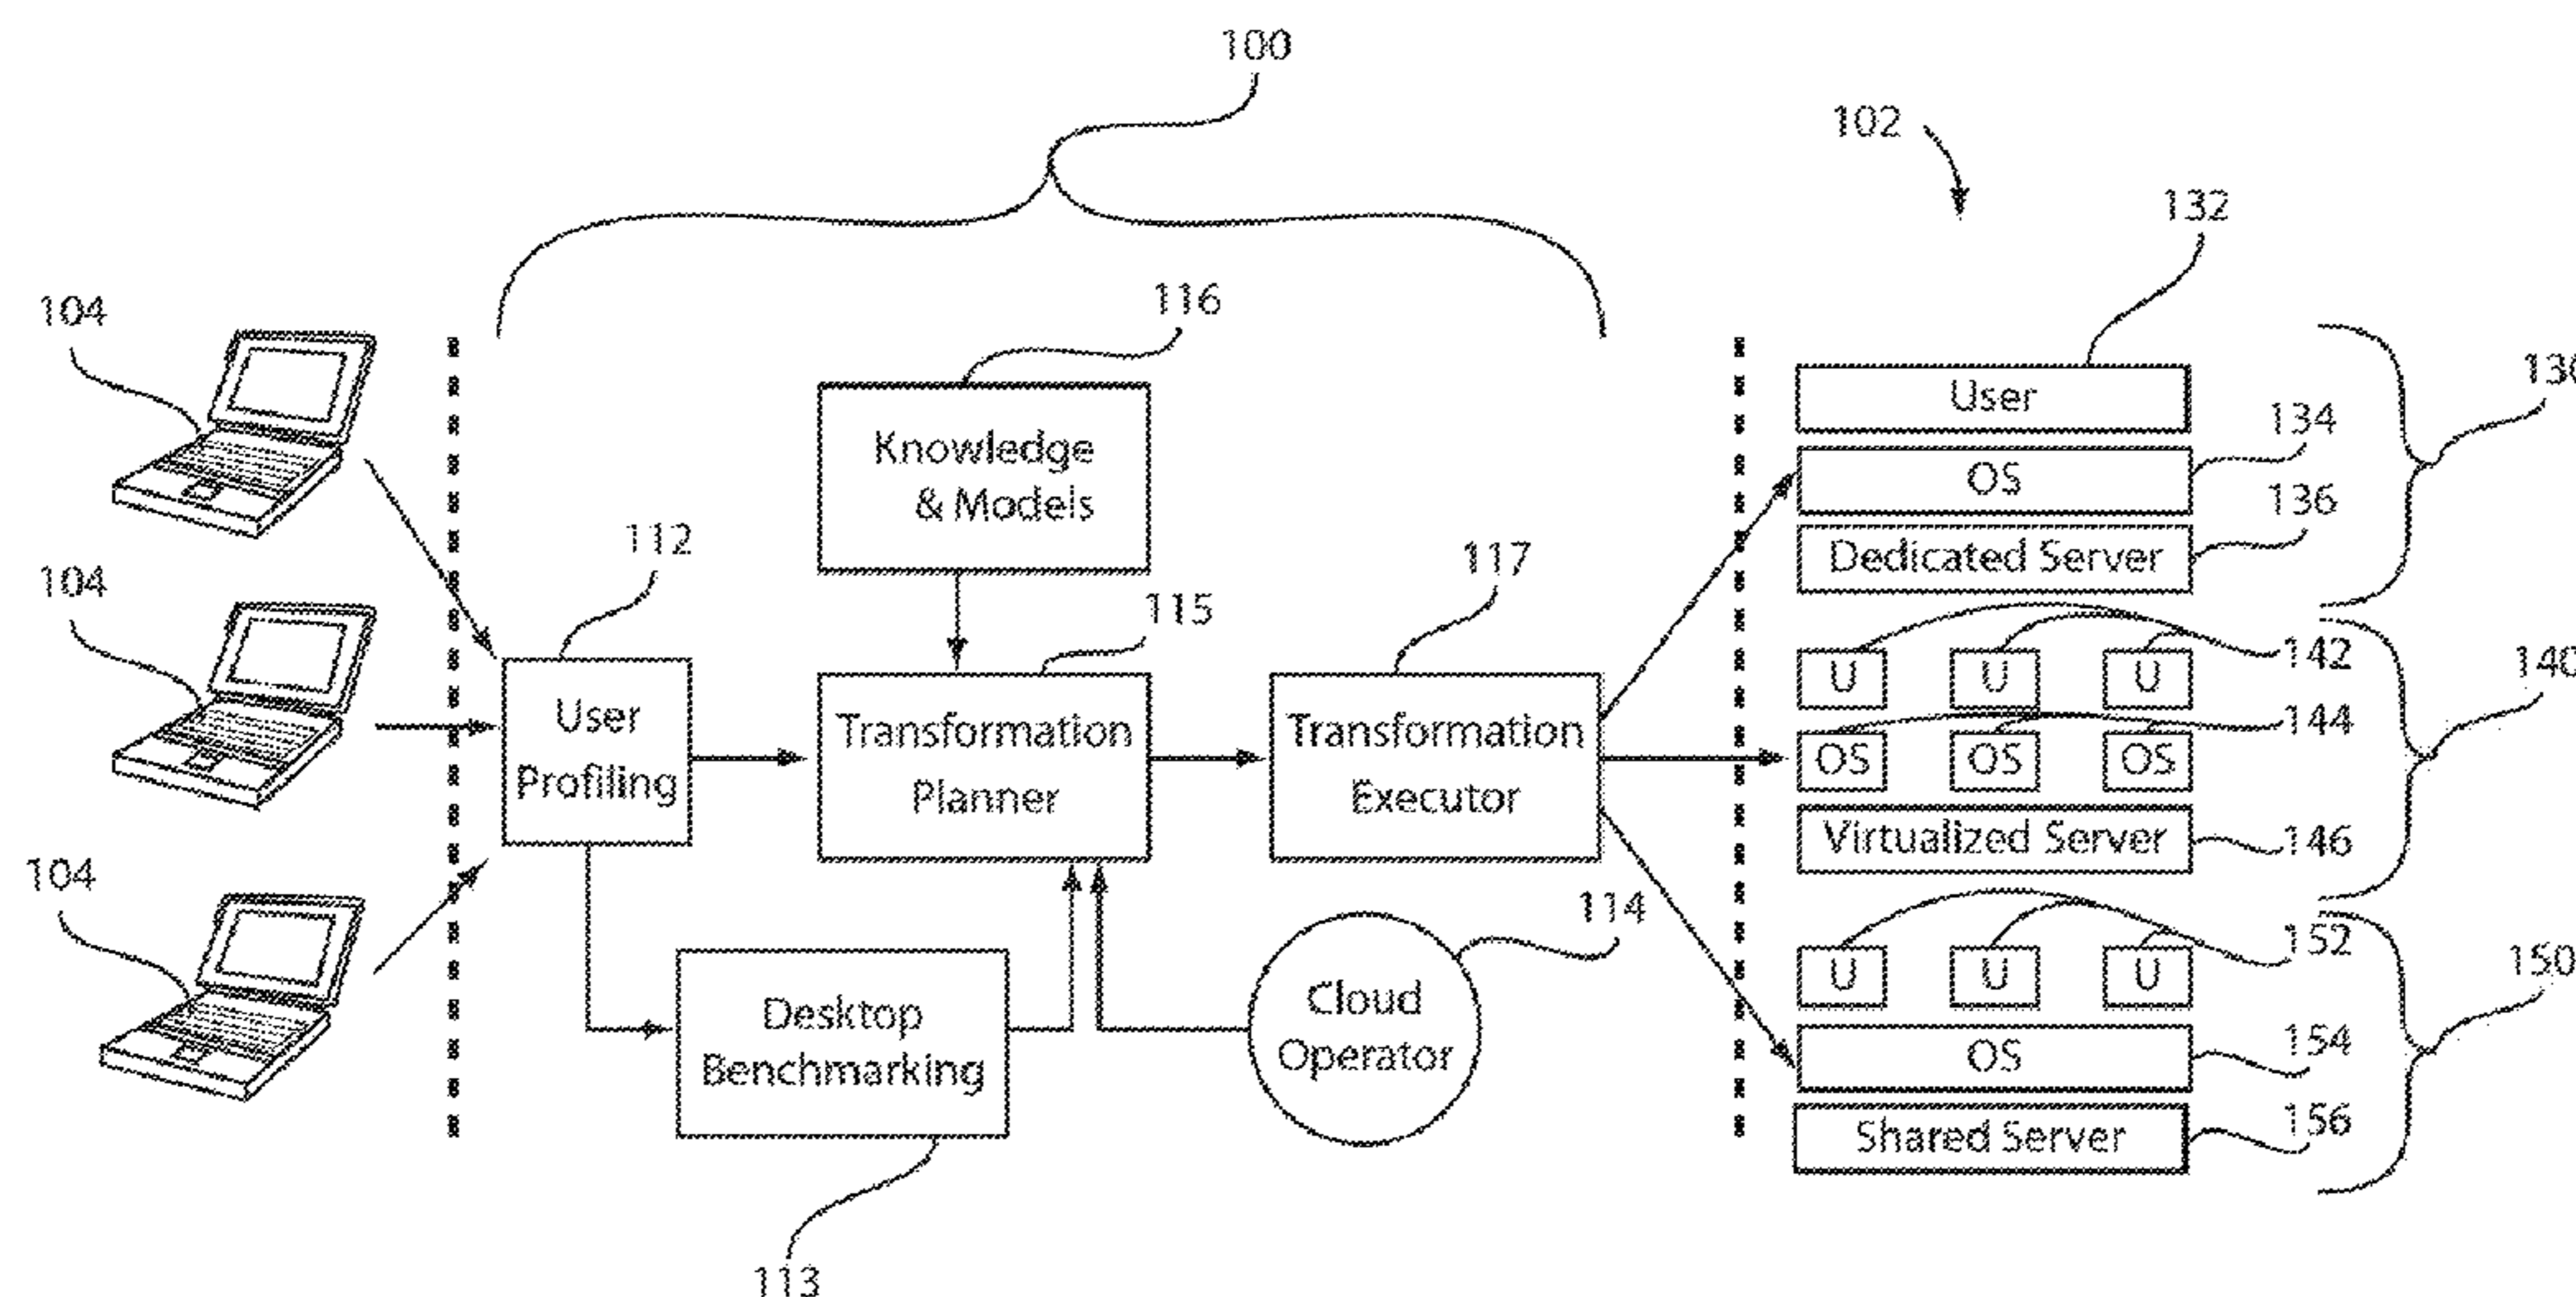 100
102
132
104
116
130
User
134
OS
Knowledge
& Models
136
112
117
Dedicated Server
104
115
142
140
U U U
User
Profiling
Transformation
Planner
Transformation
Executor
144
OS OS OS
Virtualized Server
146
104
114
152
150
U U U
Cloud
Operator
Desktop
Benchmarking
154
OS
156
Shared Server
113